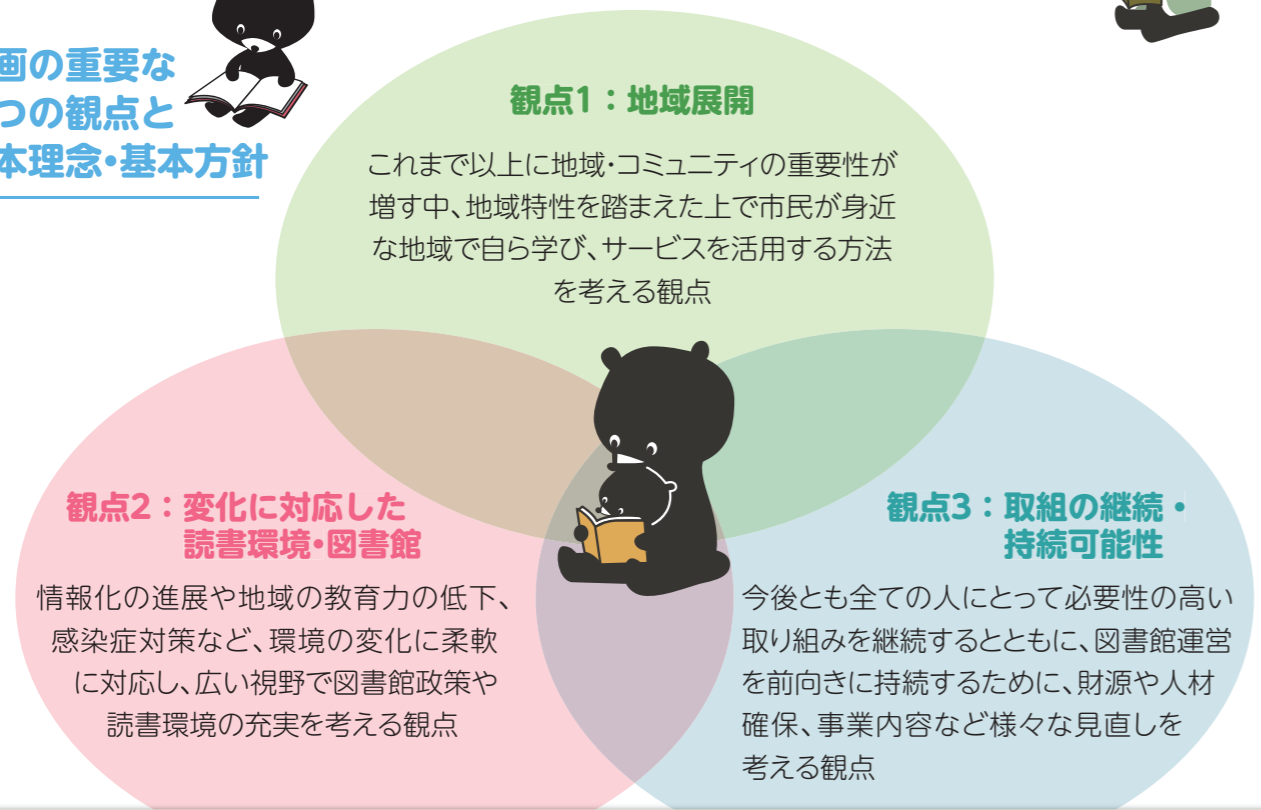 画の重要な
つの観点と
本理念・基本方針
観点1：地域展開
これまで以上に地域・コミュニティの重要性が
増す中、地域特性を踏まえた上で市民が身近
な地域で自ら学び、サービスを活用する方法
を考える観点
観点2：変化に対応した
読書環境・図書館
情報化の進展や地域の教育力の低下、
感染症対策など、環境の変化に柔軟
に対応し、広い視野で図書館政策や
読書環境の充実を考える観点
観点3：取組の継続・
持続可能性
今後とも全ての人にとって必要性の高い
取り組みを継続するとともに、図書館運営
を前向きに持続するために、財源や人材
確保、事業内容など様々な見直しを
考える観点